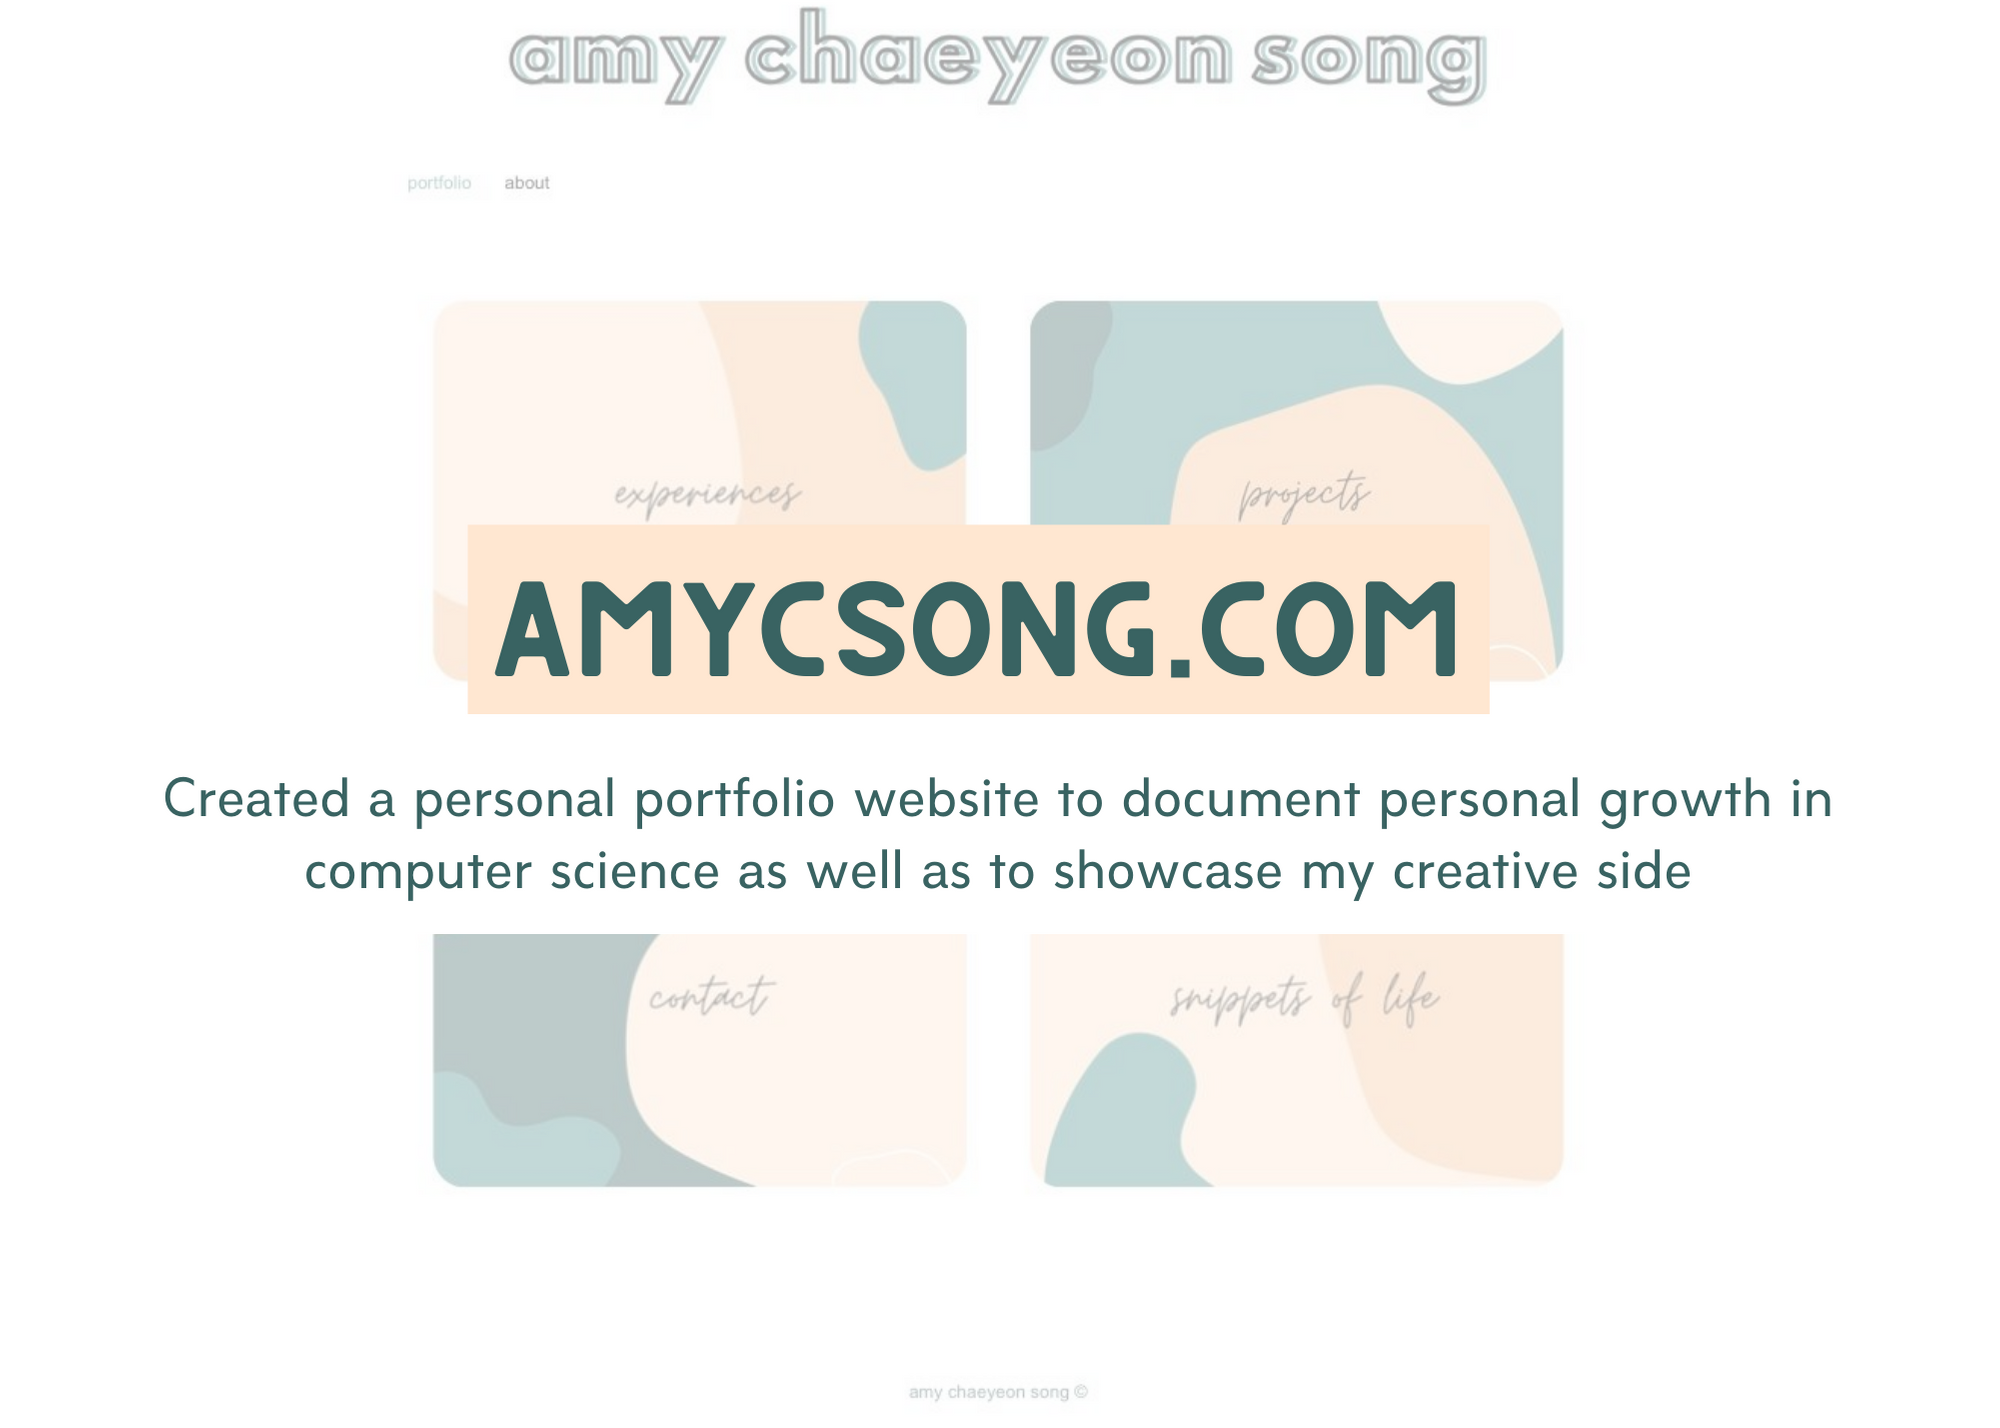 amy chaeyeon song
portfolio about
experiences projects
AMYCSONG.COM
Created a personal portfolio website to document personal growth in
computer science as well as to showcase my creative side
contact snippets of life
amy chaeyeon song ©